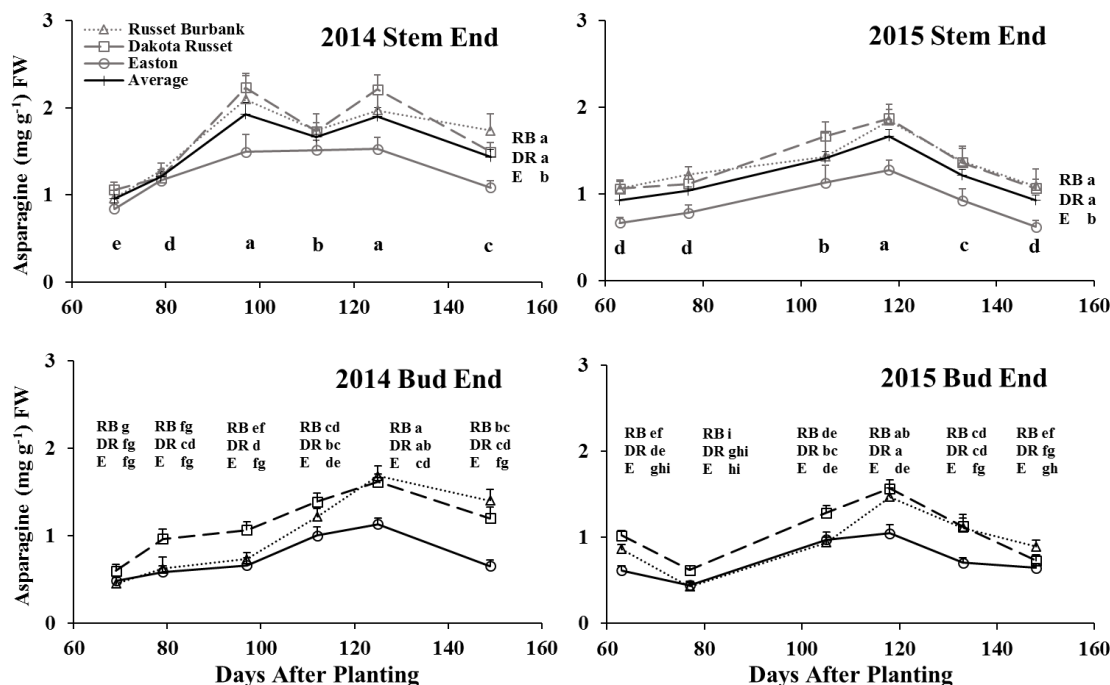 2014 Stem End
Russet Burbank
Dakota Russet
Easton
Average
Asparagine (mg g-1) FW
3
2
1
0
RB a
DR a
E b
e d a b a c
60 80 100 120 140 160
2015 Stem End
3
2
1
0
RB a
DR a
E b
d d b a c d
60 80 100 120 140 160
2014 Bud End
Asparagine (mg g-1) FW
3
2
1
0
RB g RB fg RB ef RB cd RB a RB bc
DR fg DR cd DR d DR bc DR ab DR cd
E fg E fg E fg E de E cd E fg
60 80 100 120 140 160
Days After Planting
2015 Bud End
3
2
1
0
RB ef RB i RB de RB ab RB cd RB ef
DR de DR ghi DR bc DR a DR cd DR fg
E ghi E hi E de E de E fg E gh
60 80 100 120 140 160
Days After Planting